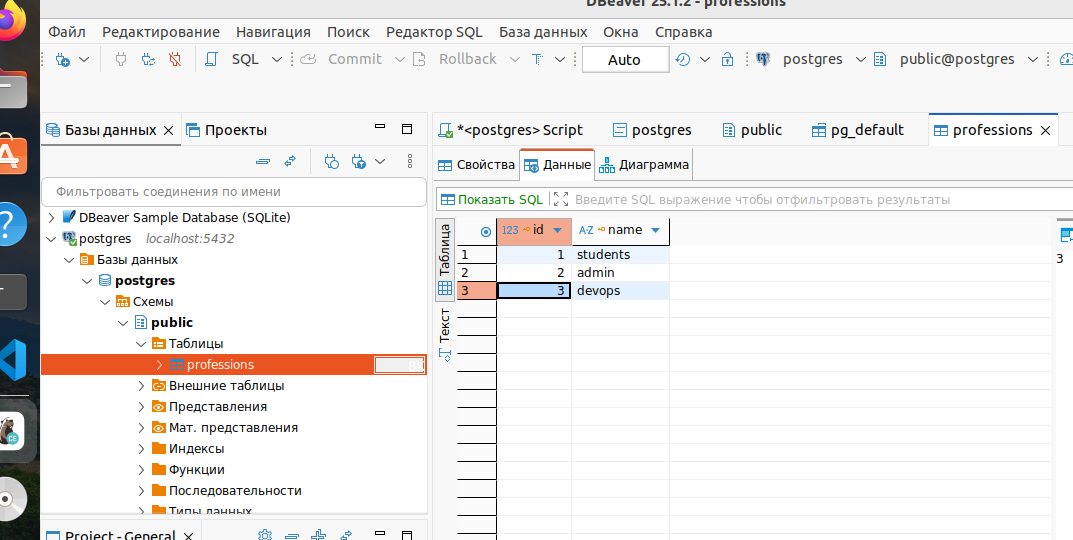 DBeaver 25.1.2 - professions
Файл Редактирование Навигация Поиск Редактор SQL База данных Окна Справка
SQL Commit Rollback Auto postgres public@postgres
Базы данных Проекты
*<postgres> Script postgres public pg_default professions
Свойства Данные Диаграмма
Фильтровать соединения по имени
Показать SQL Введите SQL выражение чтобы отфильтровать результаты
DBeaver Sample Database (SQLite)
postgres localhost:5432
Базы данных
postgres
Схемы
public
Таблицы
professions
Внешние таблицы
Представления
Мат. представления
Индексы
Функции
Последовательности
Типы данных
Project - General
Таблица
Текст
123 id A-Z name
1 1 students
2 2 admin
3 3 devops
3